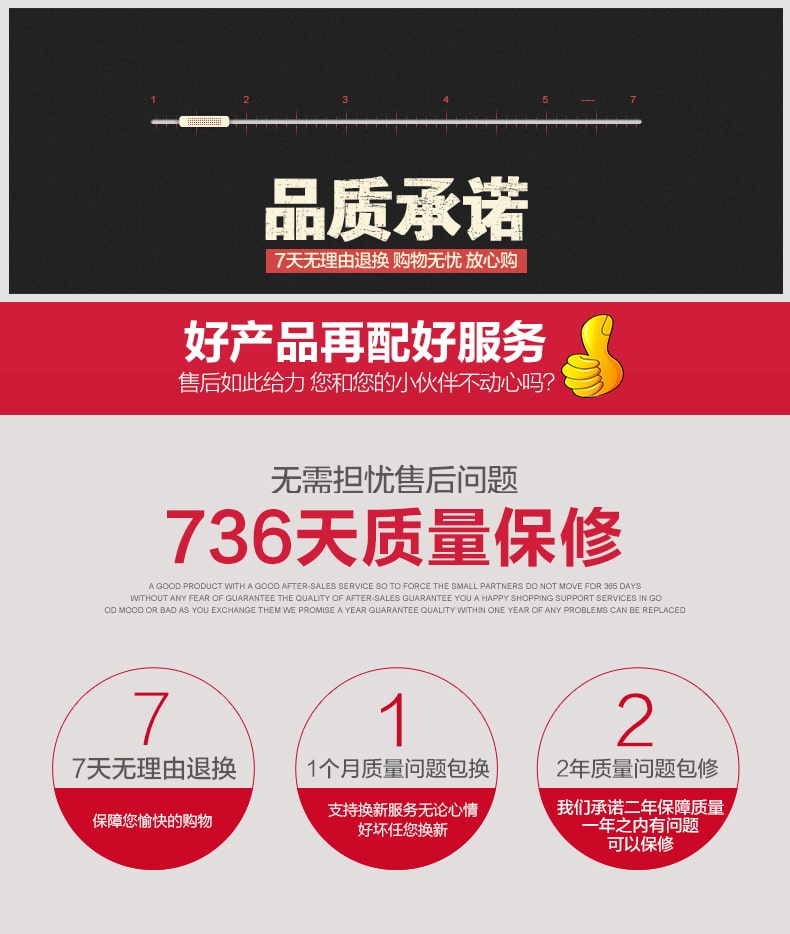 1 2 3 4 5 — 7
品质承诺
7天无理由退换 购物无忧 放心购
好产品再配好服务
售后如此给力 您和您的小伙伴不动心吗？
无需担忧售后问题
736天质量保修
A GOOD PRODUCT WITH A GOOD AFTER-SALES SERVICE SO TO FORCE THE SMALL PARTNERS DO NOT MOVE FOR 365 DAYS
WITHOUT ANY FEAR OF GUARANTEE THE QUALITY OF AFTER-SALES GUARANTEE YOU A HAPPY SHOPPING SUPPORT SERVICES IN GO
OD MOOD OR BAD AS YOU EXCHANGE THEM WE PROMISE A YEAR GUARANTEE QUALITY WITHIN ONE YEAR OF ANY PROBLEMS CAN BE REPLACED
7
7天无理由退换
保障您愉快的购物
1
1个月质量问题包换
支持换新服务无论心情
好坏任您换新
2
2年质量问题包修
我们承诺二年保障质量
一年之内有问题
可以保修